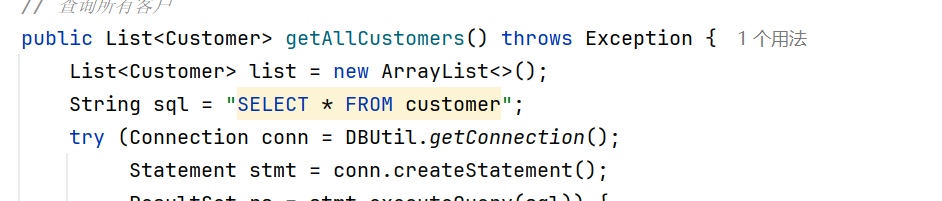 // 查询所有客户
public List<Customer> getAllCustomers() throws Exception { 1 个用法
List<Customer> list = new ArrayList<>();
String sql = "SELECT * FROM customer";
try (Connection conn = DBUtil.getConnection();
Statement stmt = conn.createStatement();
ResultSet rs = stmt.executeQuery(sql)) {